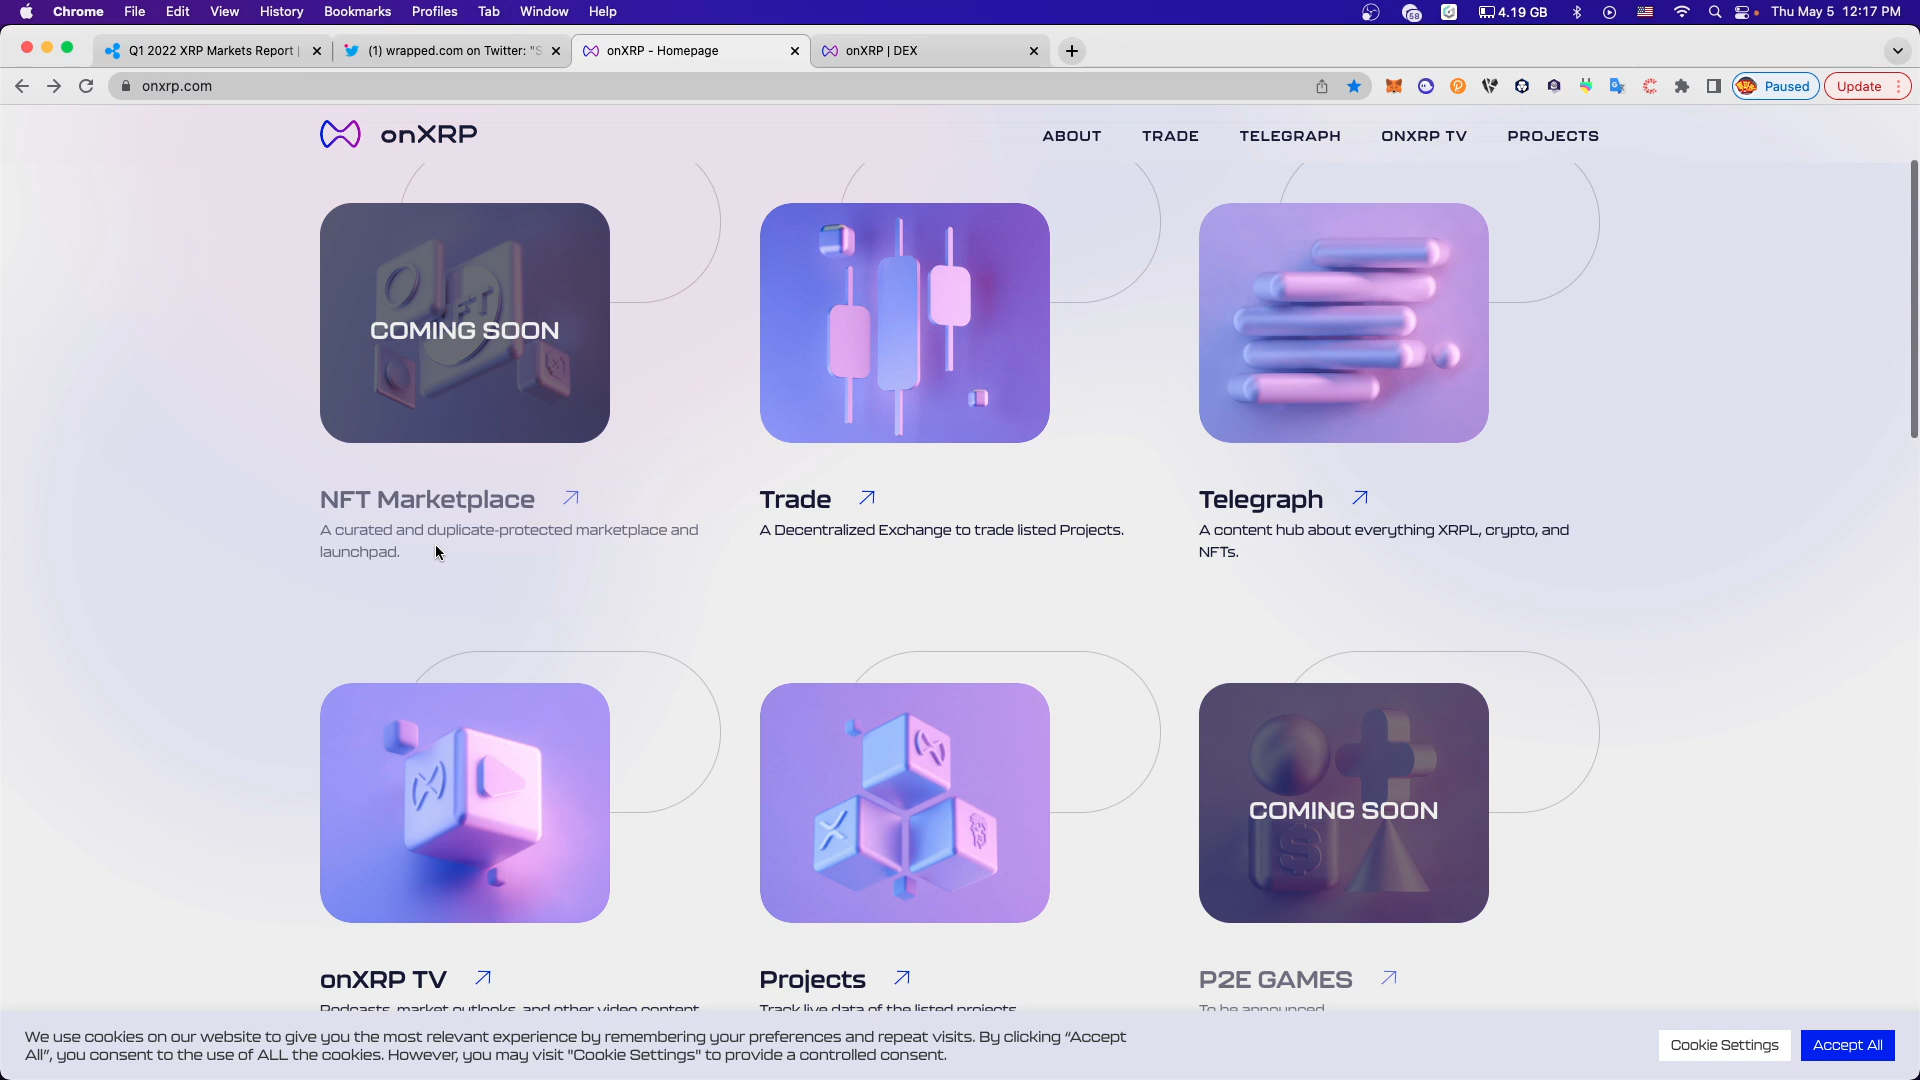 Chrome File Edit View History Bookmarks Profiles Tab Window Help 58 4.19 GB Thu May 5 12:17 PM
Q1 2022 XRP Markets Report | (1) wrapped.com on Twitter: "S onXRP - Homepage onXRP | DEX
onxrp.com Paused Update
onXRP ABOUT TRADE TELEGRAPH ONXRP TV PROJECTS
COMING SOON
NFT Marketplace
A curated and duplicate-protected marketplace and
launchpad.
Trade
A Decentralized Exchange to trade listed Projects.
Telegraph
A content hub about everything XRPL, crypto, and
NFTs.
COMING SOON
onXRP TV
Podcasts, market outlooks, and other video content
Projects
Track live data of the listed projects
P2E GAMES
To be announced
We use cookies on our website to give you the most relevant experience by remembering your preferences and repeat visits. By clicking “Accept
All”, you consent to the use of ALL the cookies. However, you may visit "Cookie Settings" to provide a controlled consent.
Cookie Settings Accept All